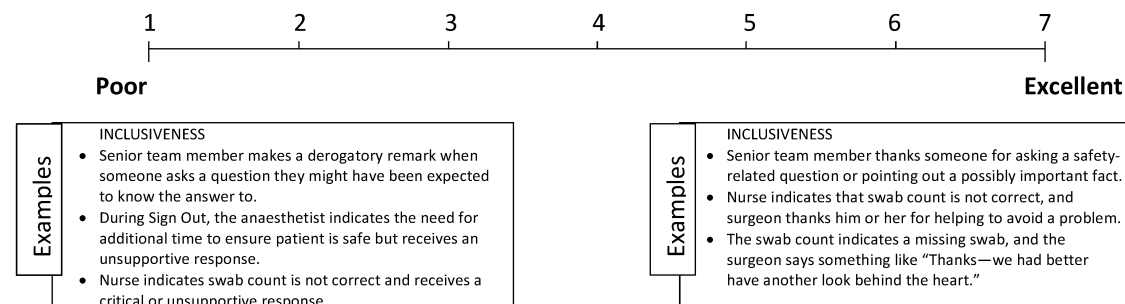 1 2 3 4 5 6 7
Poor Excellent
Examples
INCLUSIVENESS
• Senior team member makes a derogatory remark when
someone asks a question they might have been expected
to know the answer to.
• During Sign Out, the anaesthetist indicates the need for
additional time to ensure patient is safe but receives an
unsupportive response.
• Nurse indicates swab count is not correct and receives a
critical or unsupportive response
Examples
INCLUSIVENESS
• Senior team member thanks someone for asking a safety-
related question or pointing out a possibly important fact.
• Nurse indicates that swab count is not correct, and
surgeon thanks him or her for helping to avoid a problem.
• The swab count indicates a missing swab, and the
surgeon says something like “Thanks—we had better
have another look behind the heart.”